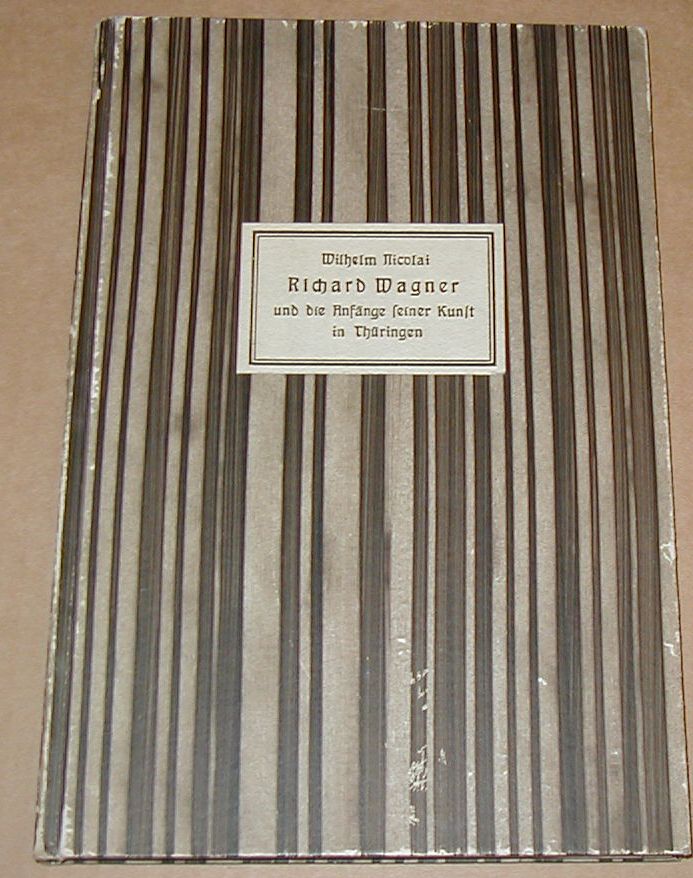 Wilhelm Nicolai
Richard Wagner
und die Anfänge ſeiner Kunſt
in Thüringen